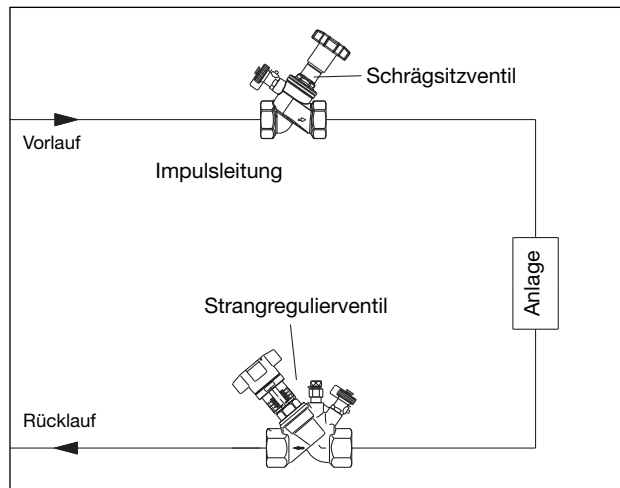 Schrägsitzventil
Vorlauf
Impulsleitung
Anlage
Strangregulierventil
Rücklauf